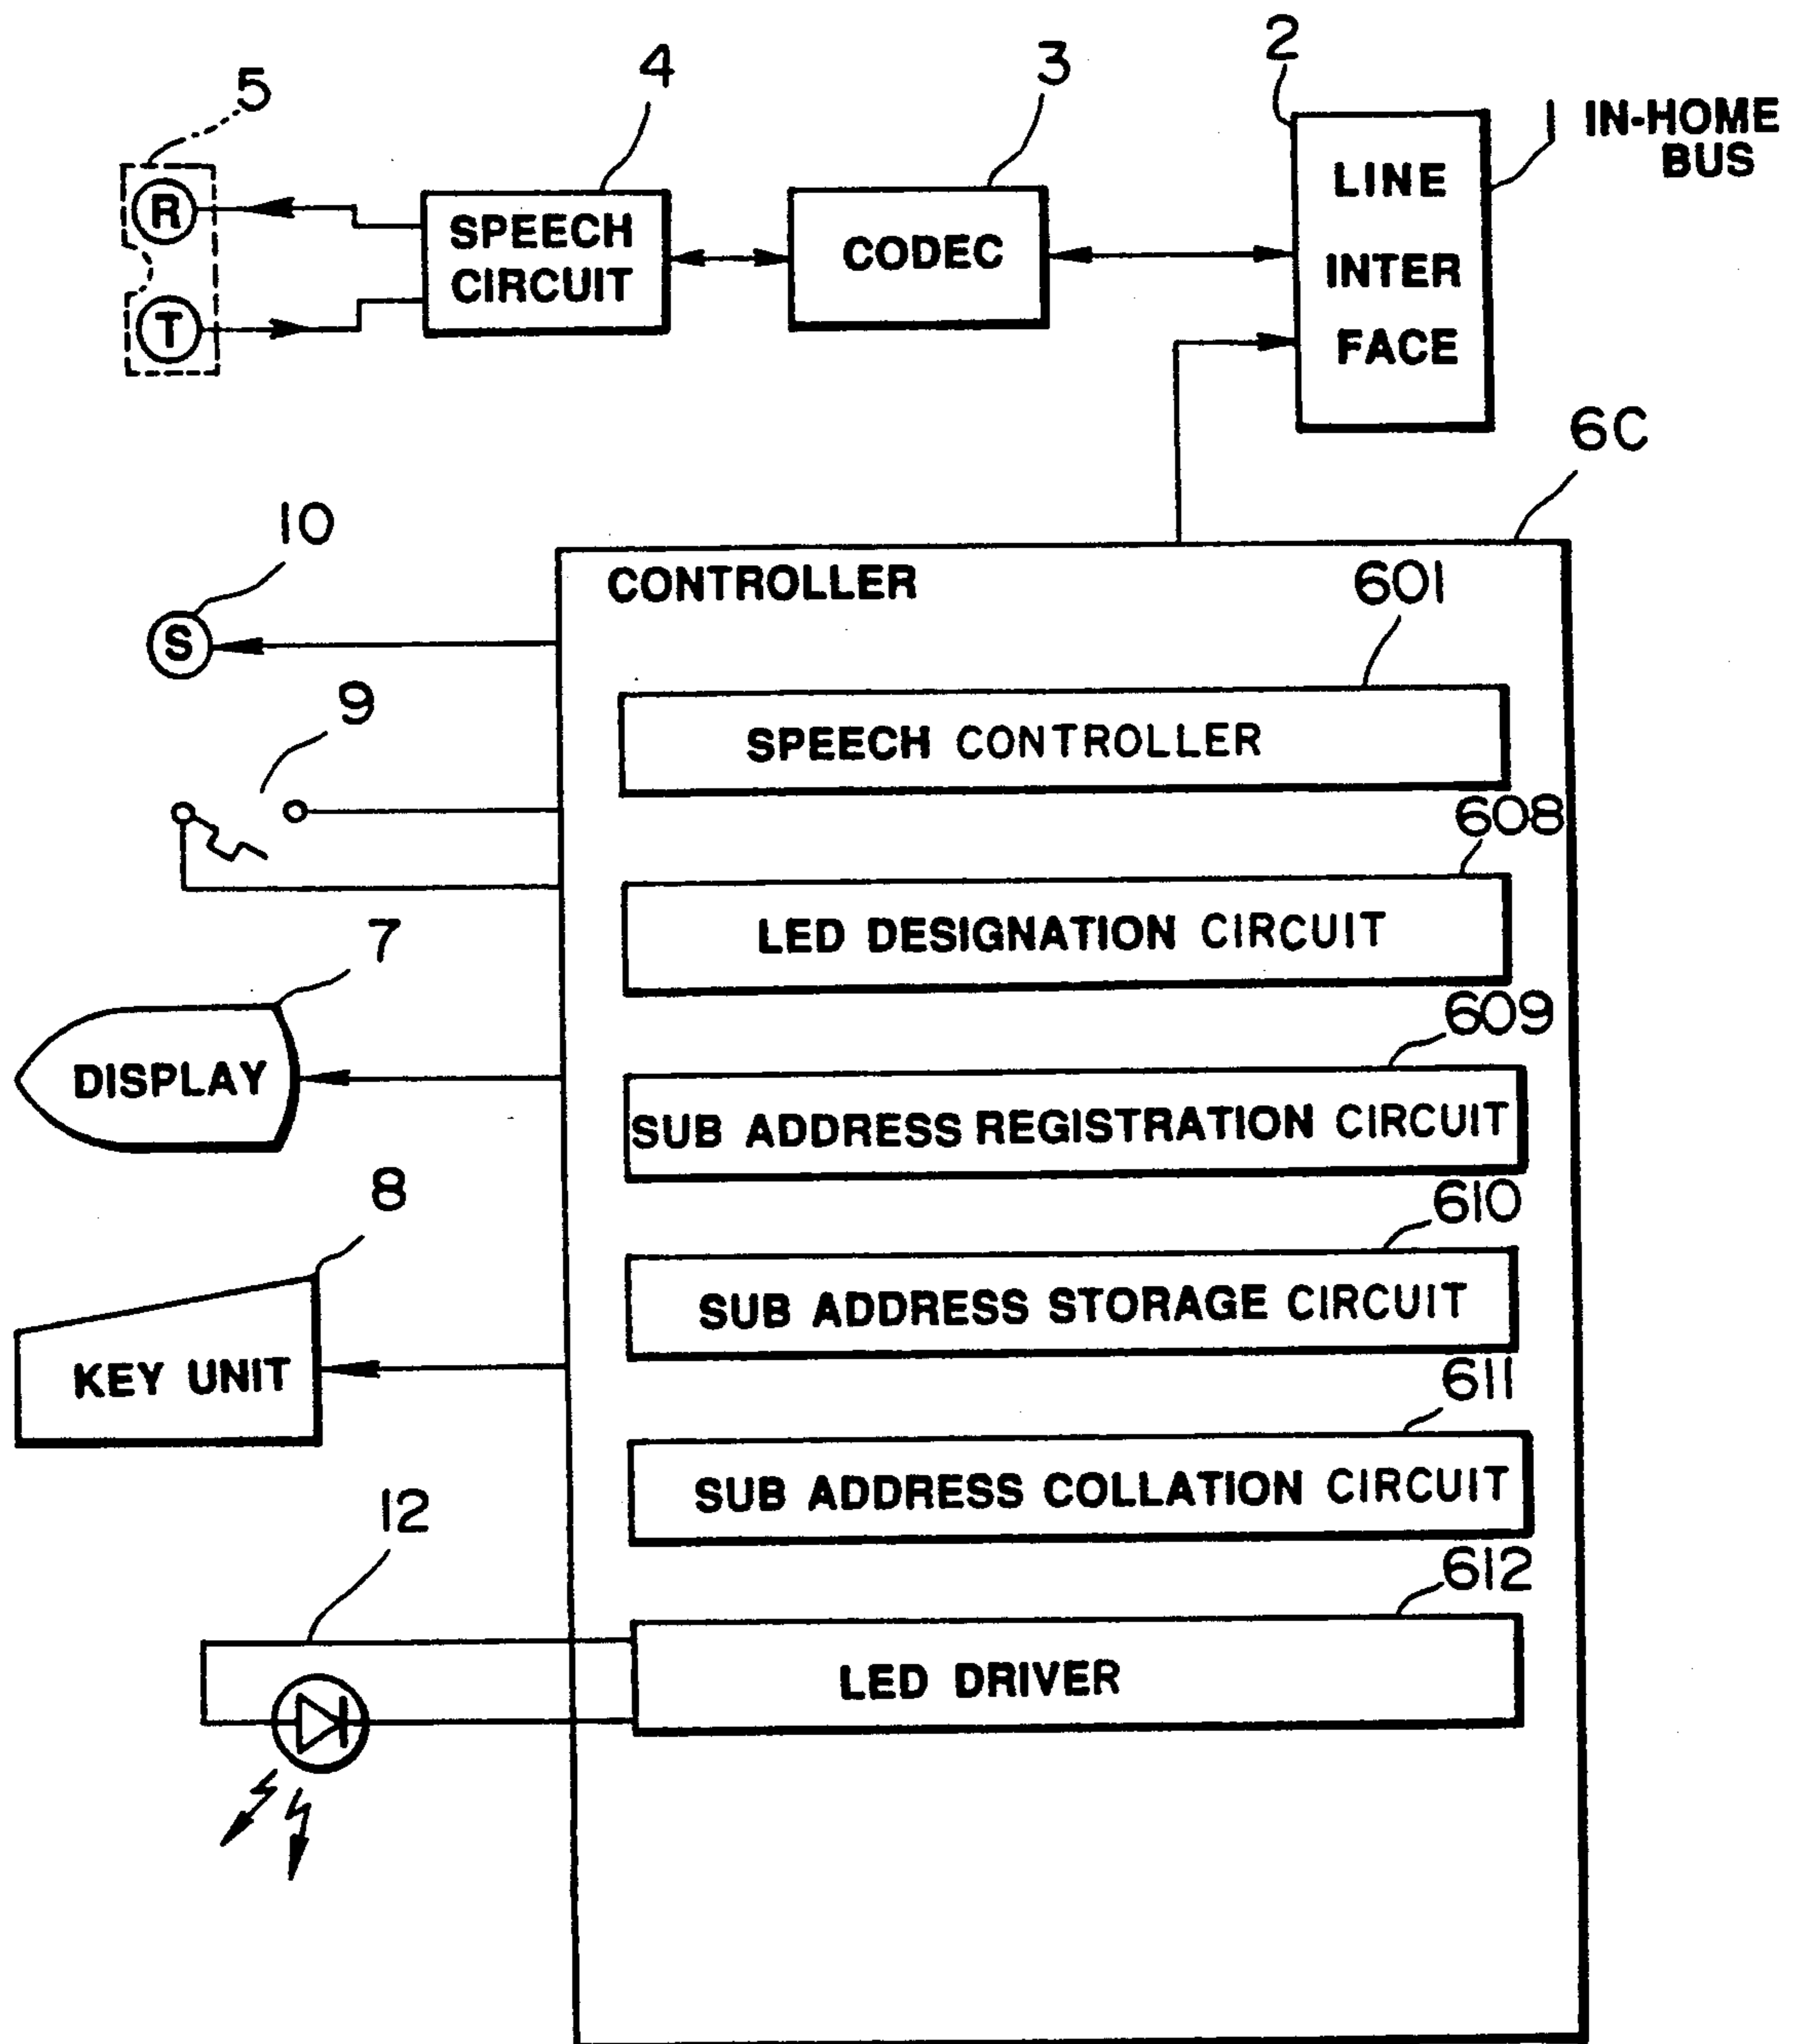 2
3
4
5
1 IN-HOME
BUS
LINE
INTER
FACE
R
SPEECH
CIRCUIT
CODEC
T
6C
10
CONTROLLER
601
S
9
SPEECH CONTROLLER
608
LED DESIGNATION CIRCUIT
7
609
DISPLAY
SUB ADDRESS REGISTRATION CIRCUIT
8
610
SUB ADDRESS STORAGE CIRCUIT
KEY UNIT
611
SUB ADDRESS COLLATION CIRCUIT
12
612
LED DRIVER